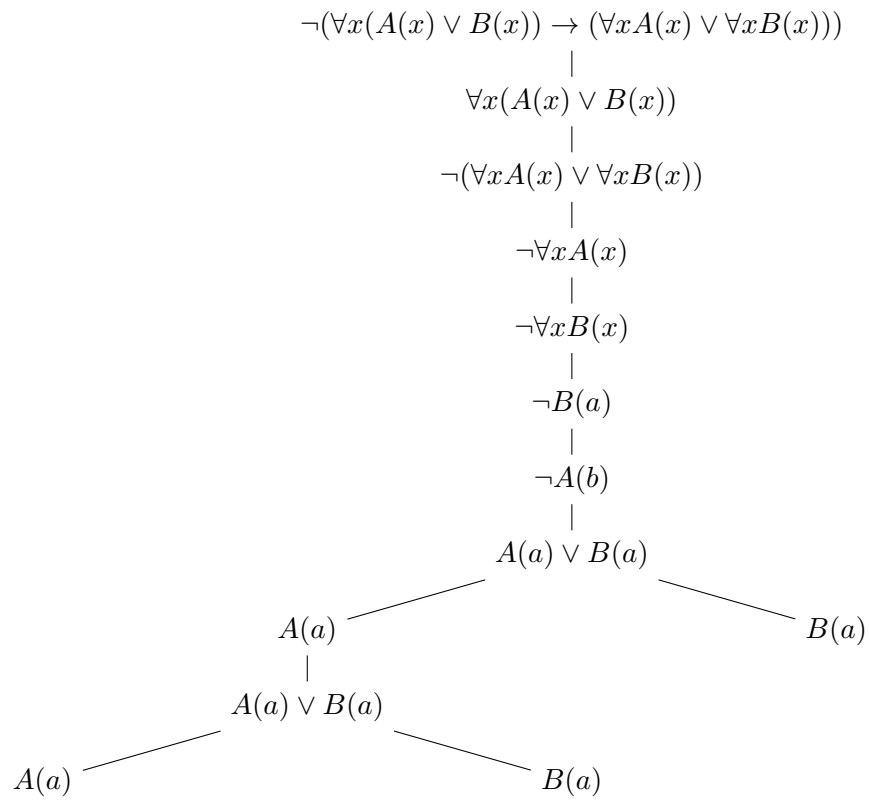 ¬(∀x(A(x) ∨ B(x)) → (∀xA(x) ∨ ∀xB(x)))
∀x(A(x) ∨ B(x))
¬(∀xA(x) ∨ ∀xB(x))
¬∀xA(x)
¬∀xB(x)
¬B(a)
¬A(b)
A(a) ∨ B(a)
A(a) B(a)
A(a) ∨ B(a)
A(a) B(a)